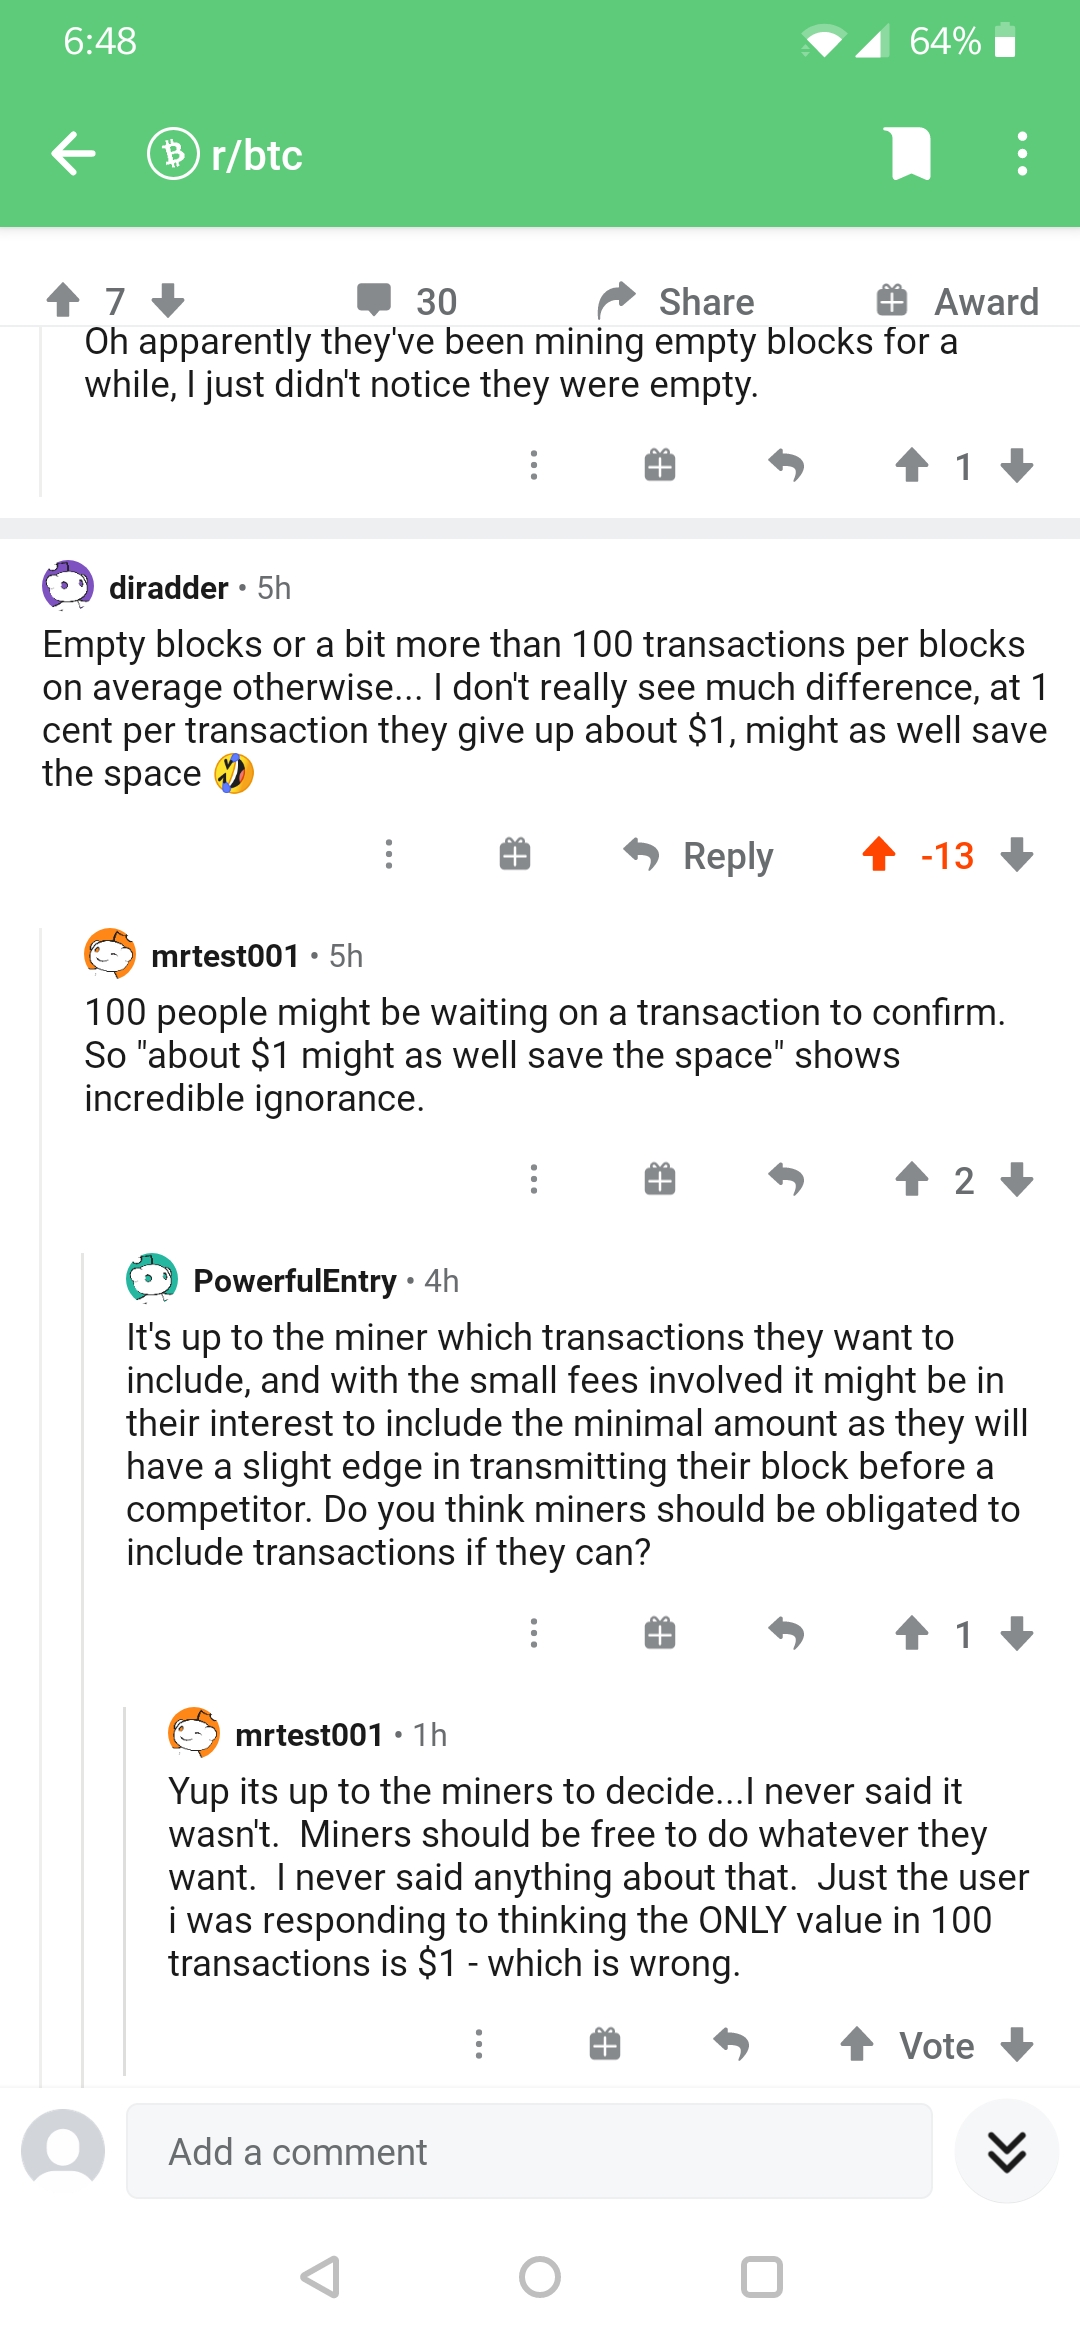 6:48
64%
r/btc
7
30
Share
Award
Oh apparently they've been mining empty blocks for a
while, I just didn't notice they were empty.
1
diradder • 5h
Empty blocks or a bit more than 100 transactions per blocks
on average otherwise... I don't really see much difference, at 1
cent per transaction they give up about $1, might as well save
the space 🤣
Reply
-13
mrtest001 • 5h
100 people might be waiting on a transaction to confirm.
So "about $1 might as well save the space" shows
incredible ignorance.
2
PowerfulEntry • 4h
It's up to the miner which transactions they want to
include, and with the small fees involved it might be in
their interest to include the minimal amount as they will
have a slight edge in transmitting their block before a
competitor. Do you think miners should be obligated to
include transactions if they can?
1
mrtest001 • 1h
Yup its up to the miners to decide...I never said it
wasn't.  Miners should be free to do whatever they
want.  I never said anything about that.  Just the user
i was responding to thinking the ONLY value in 100
transactions is $1 - which is wrong.
Vote
Add a comment